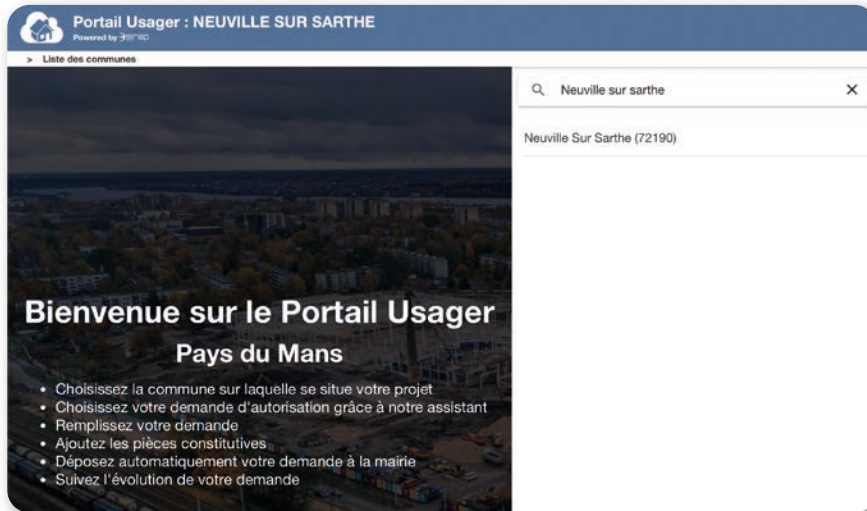 Portail Usager : NEUVILLE SUR SARTHE
Powered by
> Liste des communes
Neuville sur sarthe
Neuville Sur Sarthe (72190)
Bienvenue sur le Portail Usager
Pays du Mans
• Choisissez la commune sur laquelle se situe votre projet
• Choisissez votre demande d'autorisation grâce à notre assistant
• Remplissez votre demande
• Ajoutez les pièces constitutives
• Déposez automatiquement votre demande à la mairie
• Suivez l'évolution de votre demande